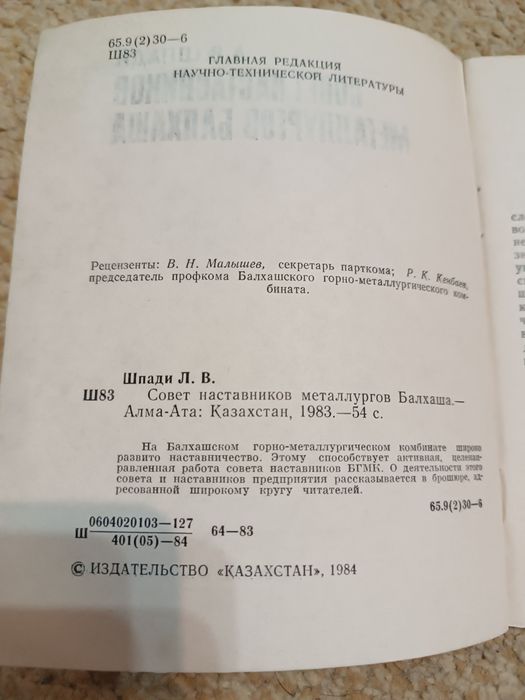 65.9(2)30—6
Ш83
ГЛАВНАЯ РЕДАКЦИЯ
НАУЧНО-ТЕХНИЧЕСКОЙ ЛИТЕРАТУРЫ
МЕТАЛЛУРГОВ БАЛХАША
Рецензенты: В. Н. Малышев, секретарь парткома; Р. К. Кенбаев,
председатель профкома Балхашского горно-металлургического ком-
бината.
Шпади Л. В.
Ш83 Совет наставников металлургов Балхаша.—
Алма-Ата: Қазахстан, 1983.—54 с.
На Балхашском горно-металлургическом комбинате широко
развито наставничество. Этому способствует активная, целенап-
равленная работа совета наставников БГМК. О деятельности этого
совета и наставников предприятия рассказывается в брошюре, ад-
ресованной широкому кругу читателей.
65.9(2)30—6
Ш 0604020103—127 64—83
401(05)—84
© ИЗДАТЕЛЬСТВО «ҚАЗАХСТАН», 1984